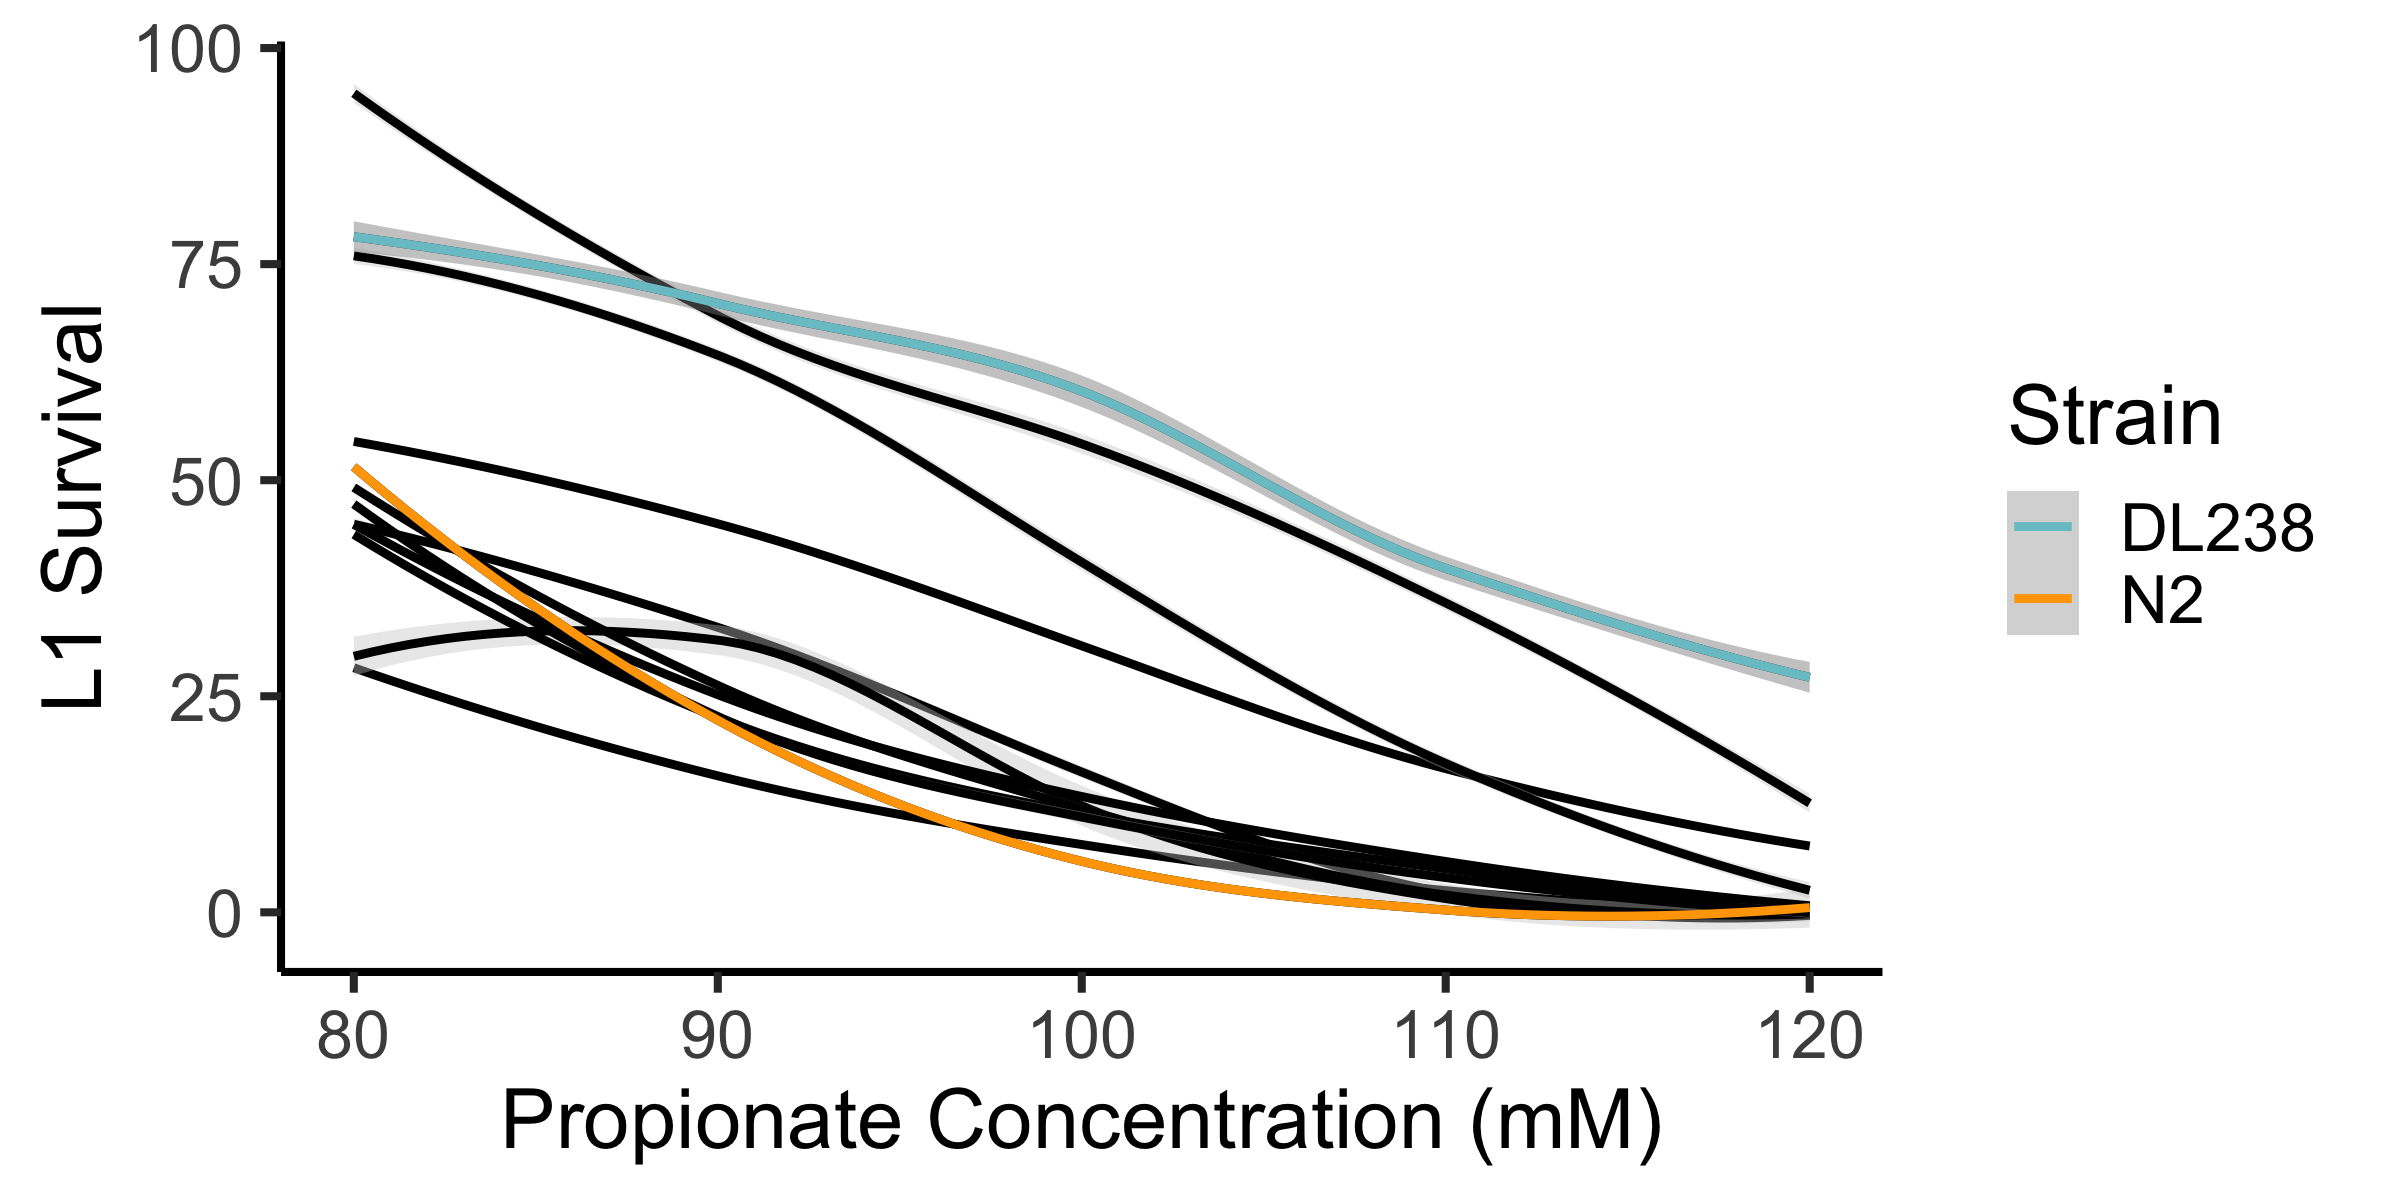 100
75
50
25
0
L1 Survival
80 90 100 110 120
Propionate Concentration (mM)
Strain
DL238
N2